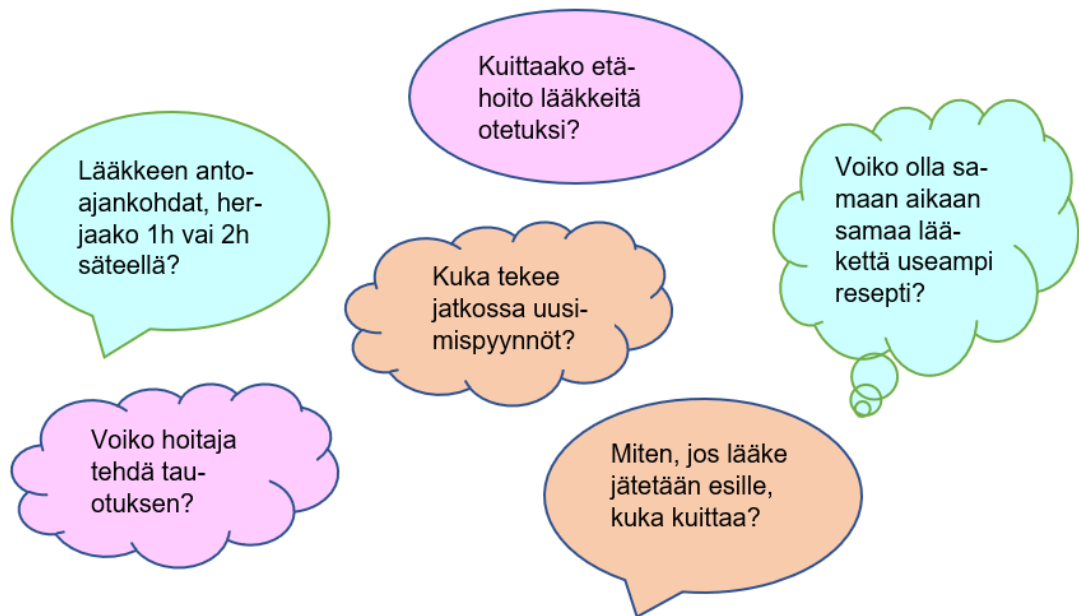 Kuittaako etä-
hoito lääkkeitä
otetuksi?
Lääkkeen anto-
ajankohdat, her-
jaako 1h vai 2h
säteellä?
Voiko olla sa-
maan aikaan
samaa lää-
kettä useampi
resepti?
Kuka tekee
jatkossa uusi-
mispyynnöt?
Voiko hoitaja
tehdä tau-
otuksen?
Miten, jos lääke
jätetään esille,
kuka kuittaa?